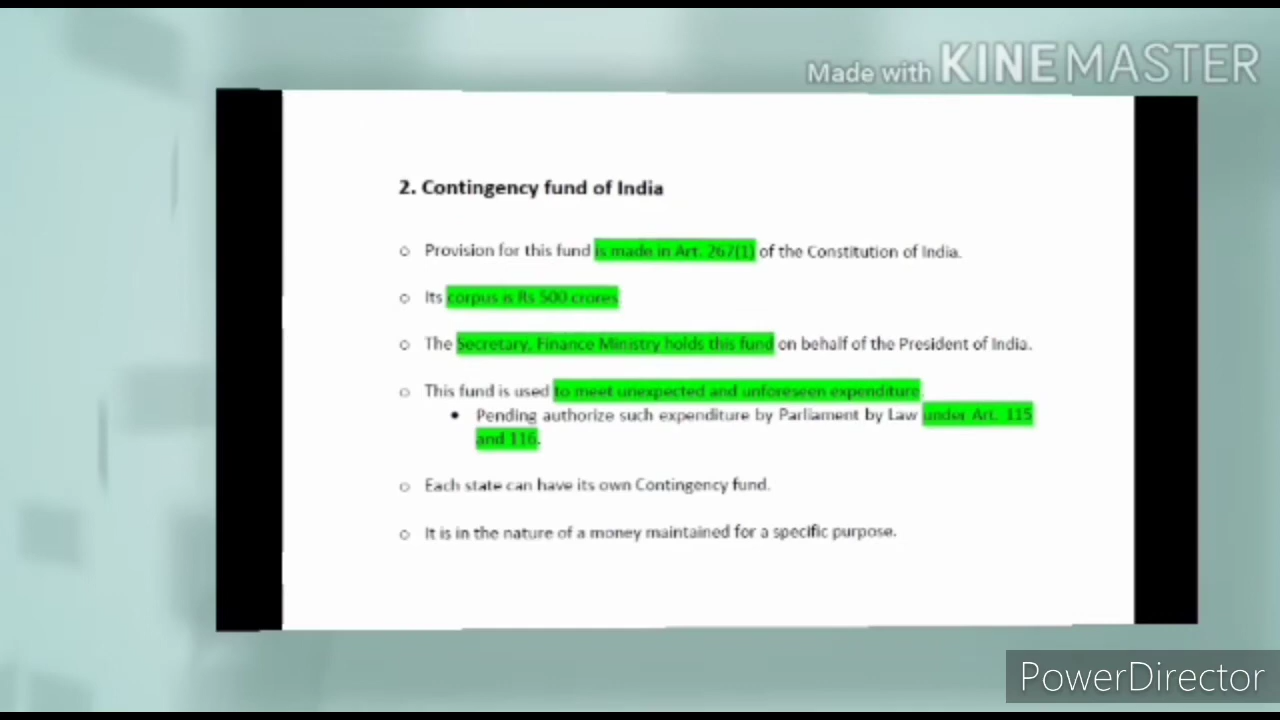 Made with KINEMASTER
2. Contingency fund of India
○ Provision for this fund is made in Art. 267(1) of the Constitution of India.
○ Its corpus is Rs 500 crores
○ The Secretary, Finance Ministry holds this fund on behalf of the President of India.
○ This fund is used to meet unexpected and unforeseen expenditure
• Pending authorize such expenditure by Parliament by Law under Art. 115
and 116.
○ Each state can have its own Contingency fund.
○ It is in the nature of a money maintained for a specific purpose.
PowerDirector